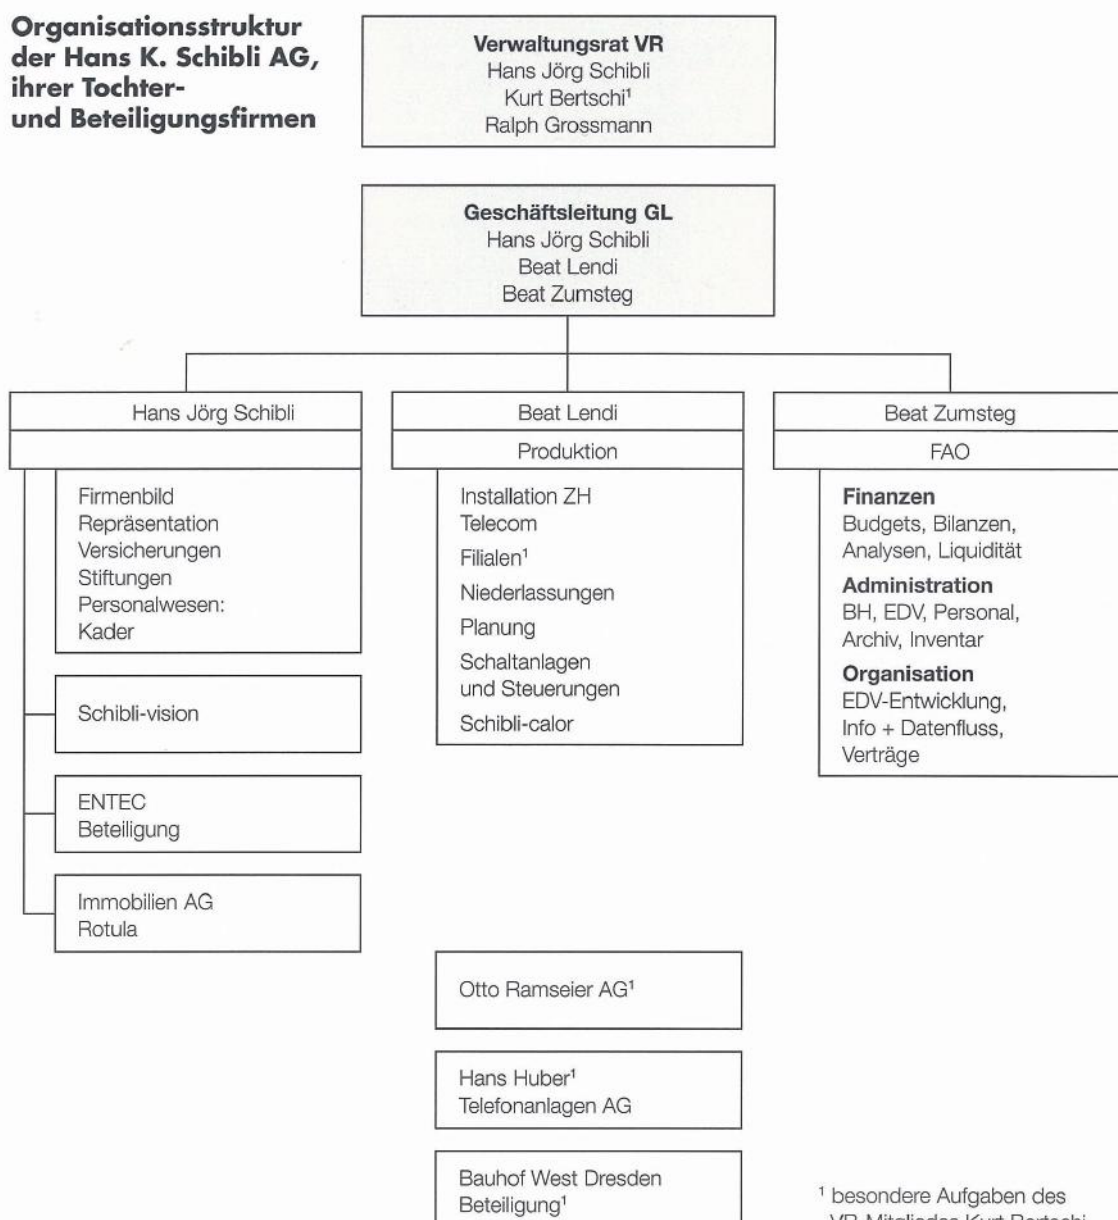 Organisationsstruktur
der Hans K. Schibli AG,
ihrer Tochter-
und Beteiligungsfirmen
Verwaltungsrat VR
Hans Jörg Schibli
Kurt Bertschi¹
Ralph Grossmann
Geschäftsleitung GL
Hans Jörg Schibli
Beat Lendi
Beat Zumsteg
Hans Jörg Schibli
Firmenbild
Repräsentation
Versicherungen
Stiftungen
Personalwesen:
Kader
Schibli-vision
ENTEC
Beteiligung
Immobilien AG
Rotula
Beat Lendi
Produktion
Installation ZH
Telecom
Filialen¹
Niederlassungen
Planung
Schaltanlagen
und Steuerungen
Schibli-calor
Otto Ramseier AG¹
Hans Huber¹
Telefonanlagen AG
Bauhof West Dresden
Beteiligung¹
Beat Zumsteg
FAO
Finanzen
Budgets, Bilanzen,
Analysen, Liquidität
Administration
BH, EDV, Personal,
Archiv, Inventar
Organisation
EDV-Entwicklung,
Info + Datenfluss,
Verträge
¹ besondere Aufgaben des
VR-Mitgliedes Kurt Bertschi